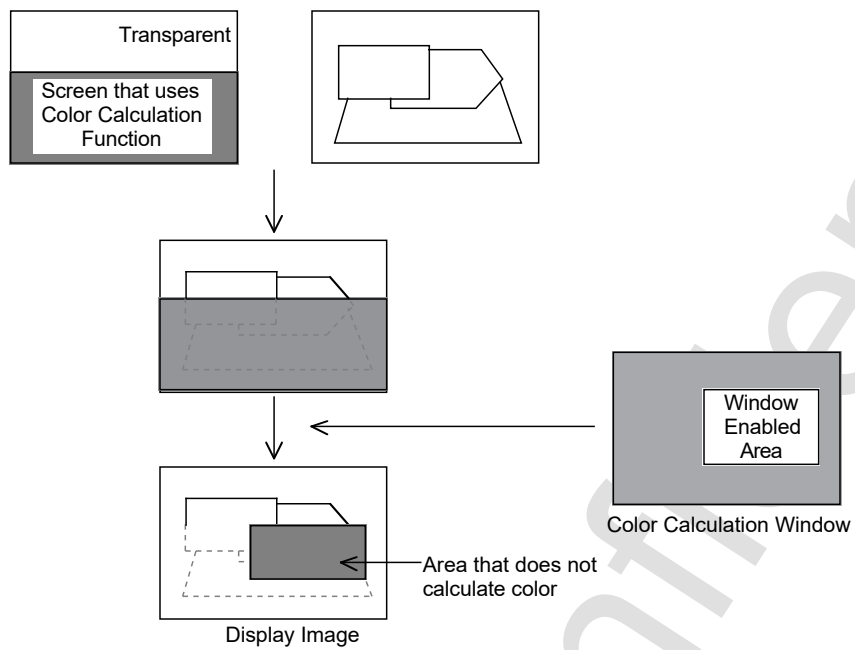 Transparent
Screen that uses
Color Calculation
Function
Window
Enabled
Area
Color Calculation Window
Area that does not
calculate color
Display Image